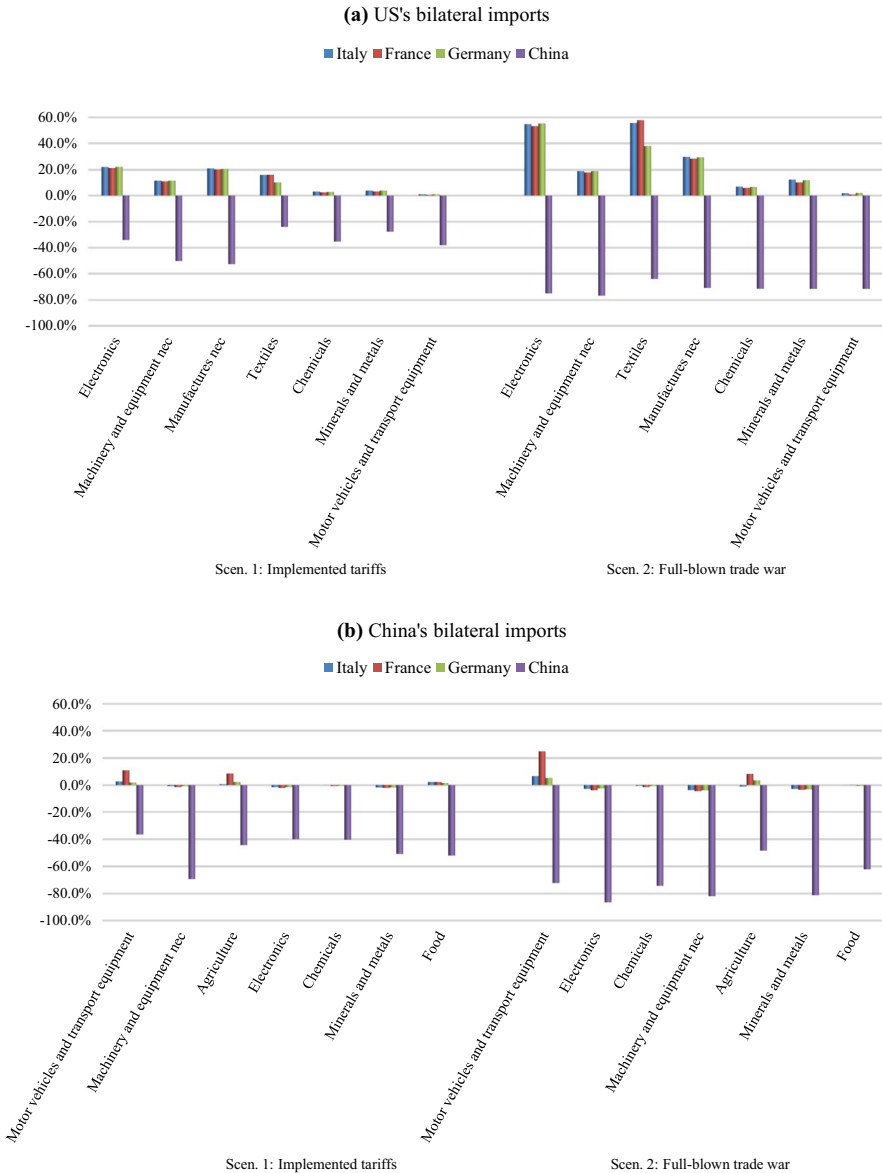 (a) US's bilateral imports
Italy France Germany China
60.0%
40.0%
20.0%
0.0%
-20.0%
-40.0%
-60.0%
-80.0%
-100.0%
Electronics
Machinery and equipment nec
Manufactures nec
Textiles
Chemicals
Minerals and metals
Motor vehicles and transport equipment
Electronics
Machinery and equipment nec
Textiles
Manufactures nec
Chemicals
Minerals and metals
Motor vehicles and transport equipment
Scen. 1: Implemented tariffs
Scen. 2: Full-blown trade war
(b) China's bilateral imports
Italy France Germany China
60.0%
40.0%
20.0%
0.0%
-20.0%
-40.0%
-60.0%
-80.0%
-100.0%
Motor vehicles and transport equipment
Machinery and equipment nec
Agriculture
Electronics
Chemicals
Minerals and metals
Food
Motor vehicles and transport equipment
Electronics
Chemicals
Machinery and equipment nec
Agriculture
Minerals and metals
Food
Scen. 1: Implemented tariffs
Scen. 2: Full-blown trade war